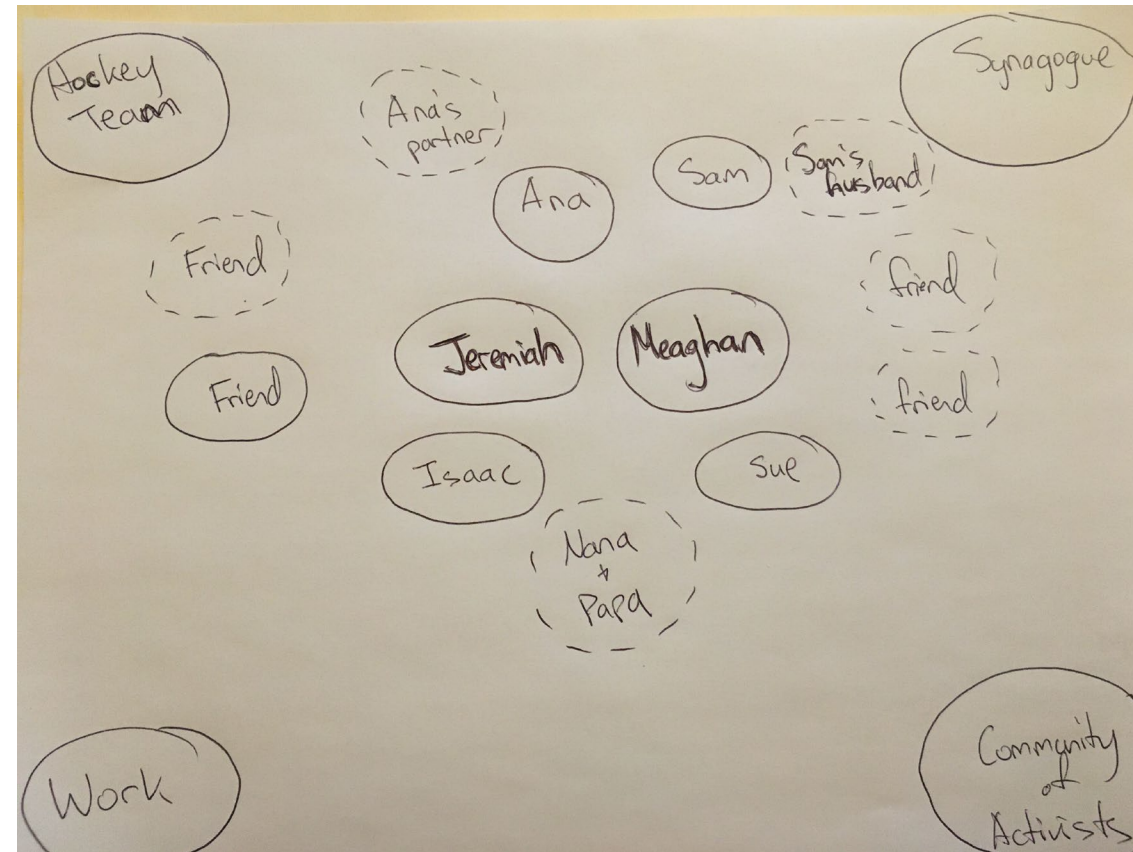 Hockey
Team
Synagogue
Ana's
partner
Sam
Sam's
husband
Ana
Friend
friend
Jeremiah
Meaghan
Friend
friend
Isaac
Sue
Nana
+
Papa
Work
Community
of
Activists